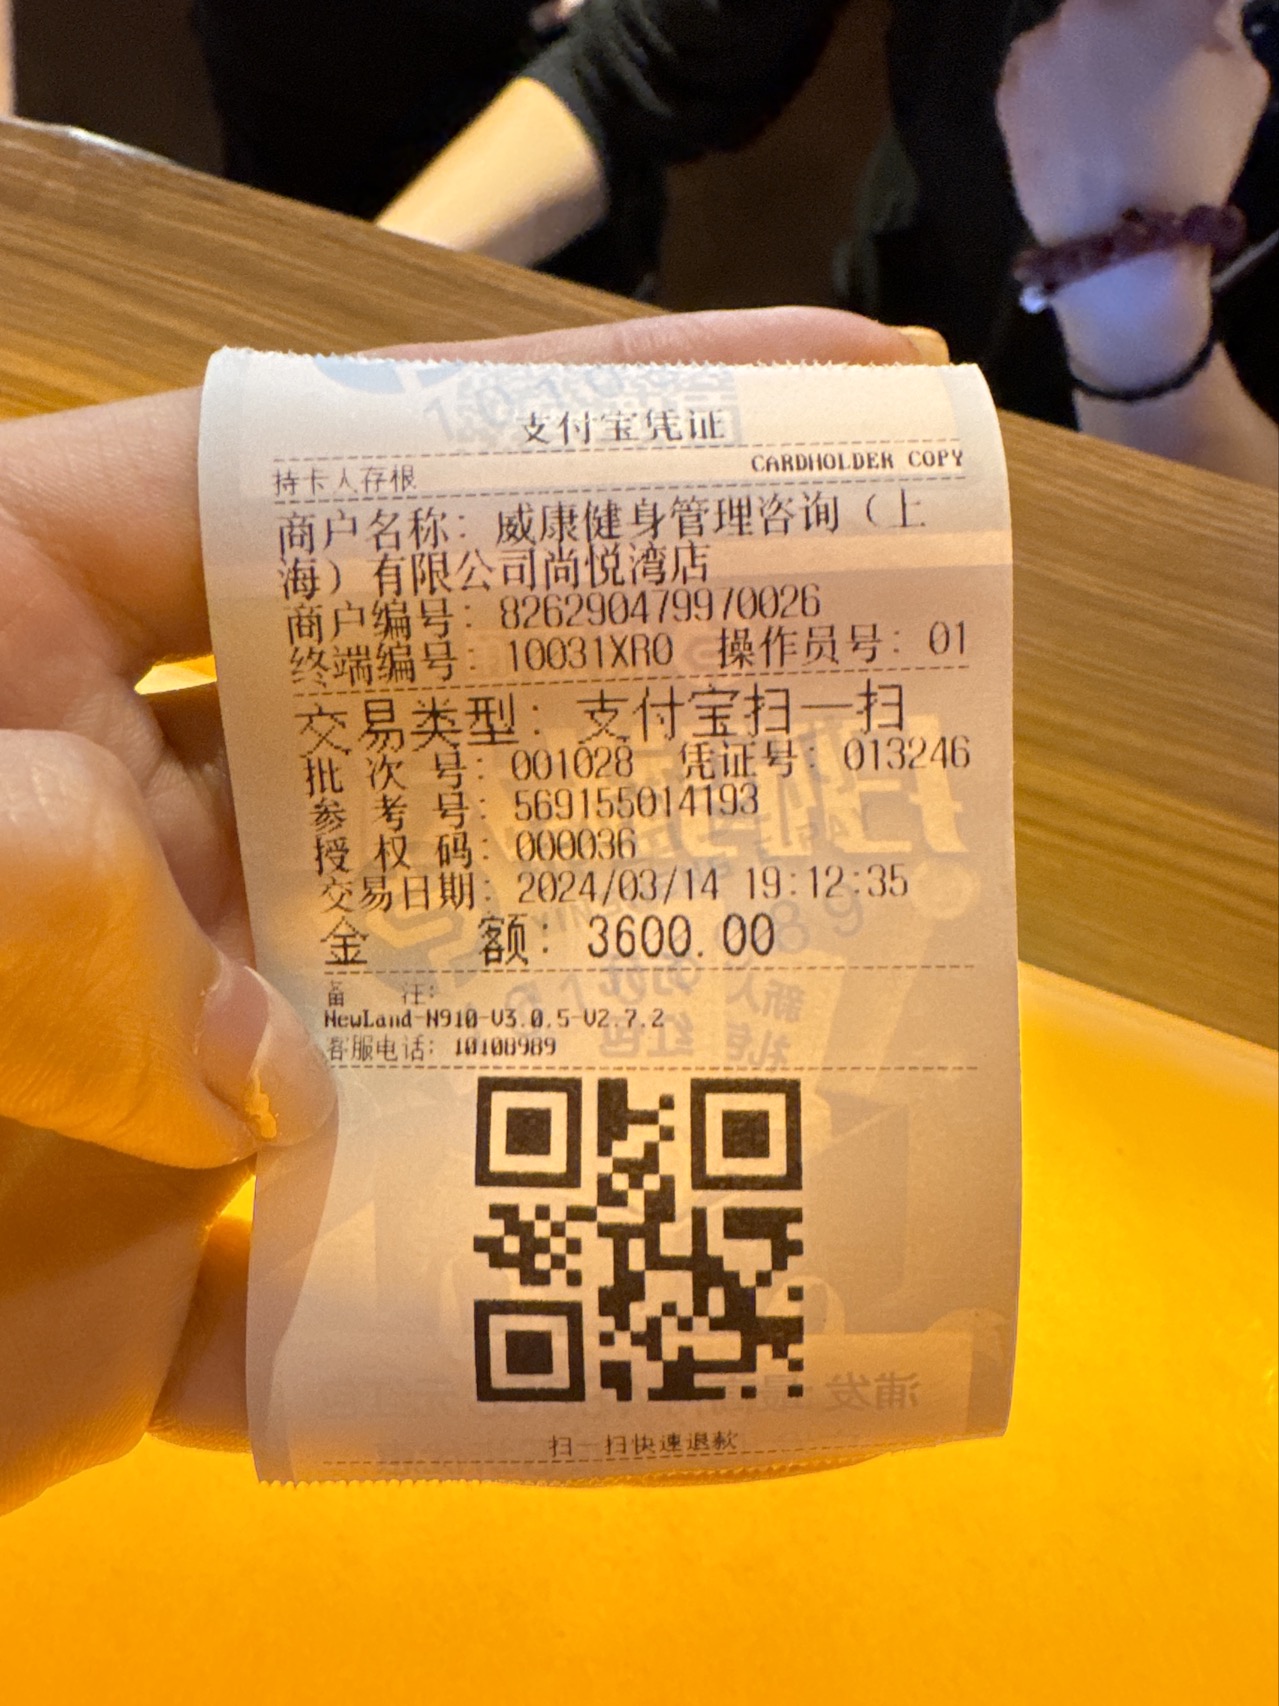 支付宝凭证
持卡人存根 CARDHOLDER COPY
商户名称: 威康健身管理咨询（上
海）有限公司尚悦湾店
商户编号: 826290479970026
终端编号: 10031XR0 操作员号: 01
交易类型: 支付宝扫一扫
批 次 号: 001028 凭证号: 013246
参 考 号: 569155014193
授 权 码: 000036
交易日期: 2024/03/14 19:12:35
金 额: 3600.00
备 注:
NewLand-N910-V3.0.5-V2.7.2
客服电话: 10108989
扫一扫快速退款